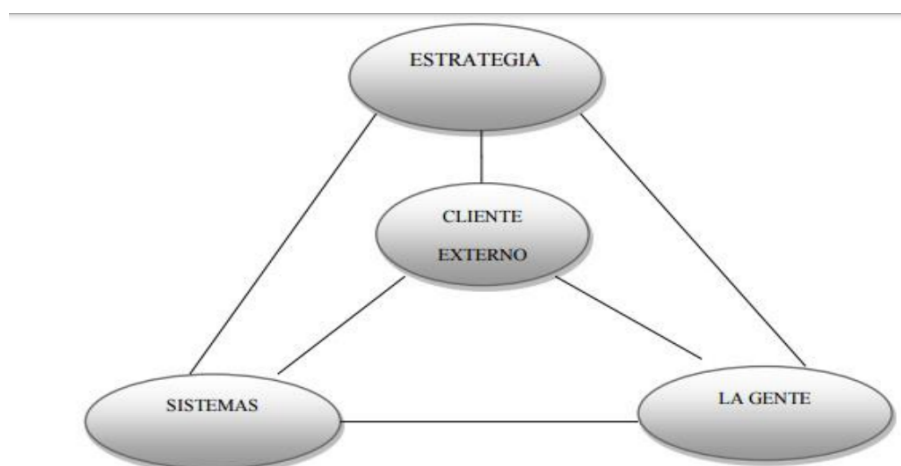 ESTRATEGIA
CLIENTE
EXTERNO
SISTEMAS
LA GENTE